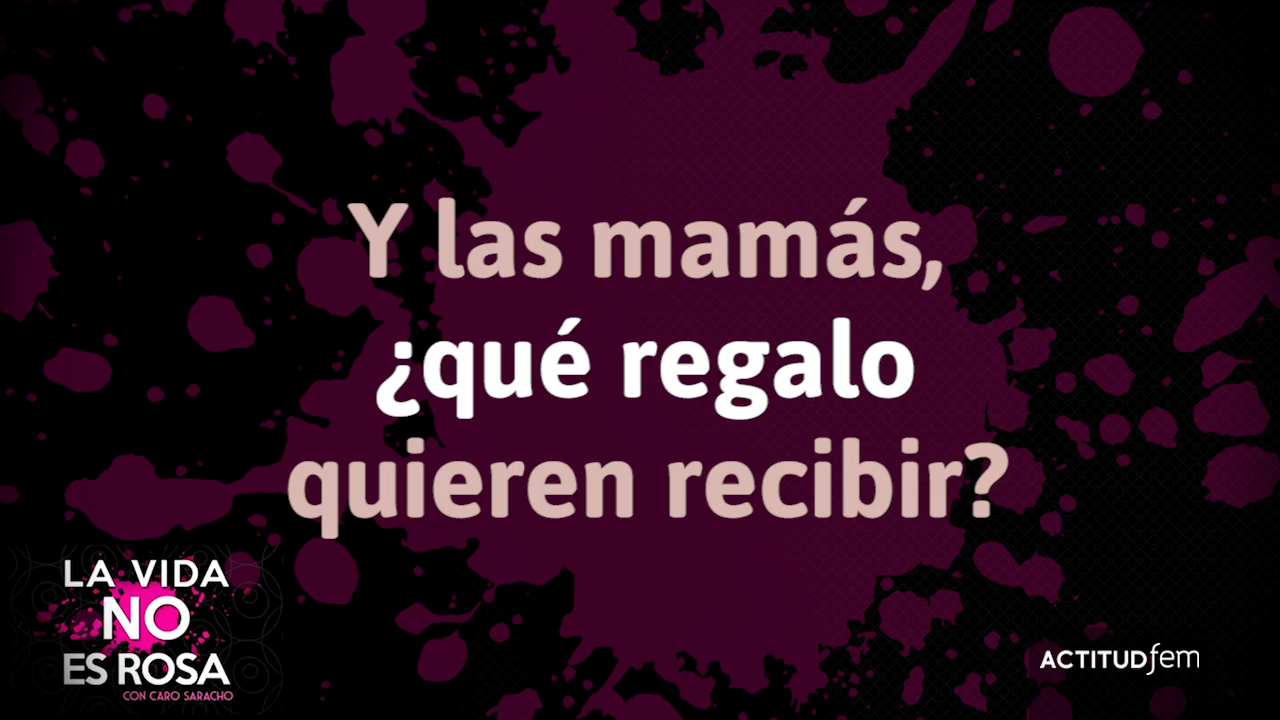 Y las mamás,
¿qué regalo
quieren recibir?
LA VIDA
NO
ES ROSA
CON CARO SARACHO
ACTITUDfem